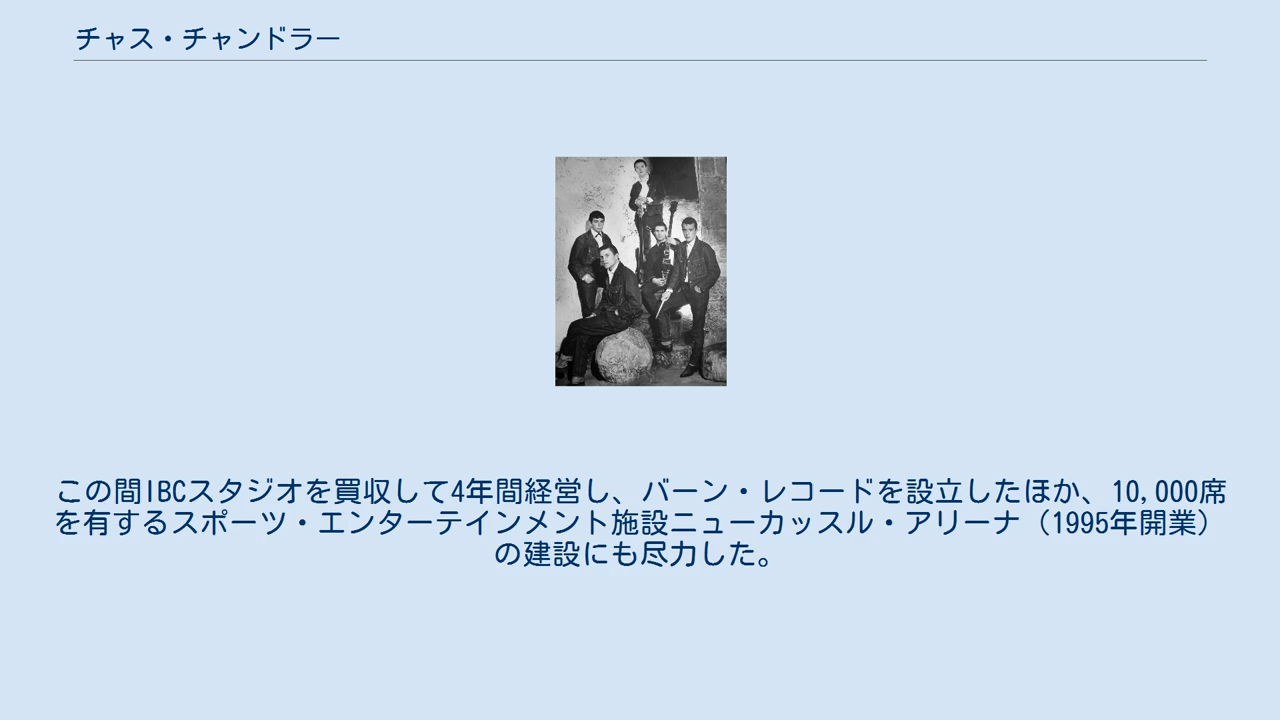 チャス・チャンドラー
この間IBCスタジオを買収して4年間経営し、バーン・レコードを設立したほか、10,000席
を有するスポーツ・エンターテインメント施設ニューカッスル・アリーナ（1995年開業）
の建設にも尽力した。